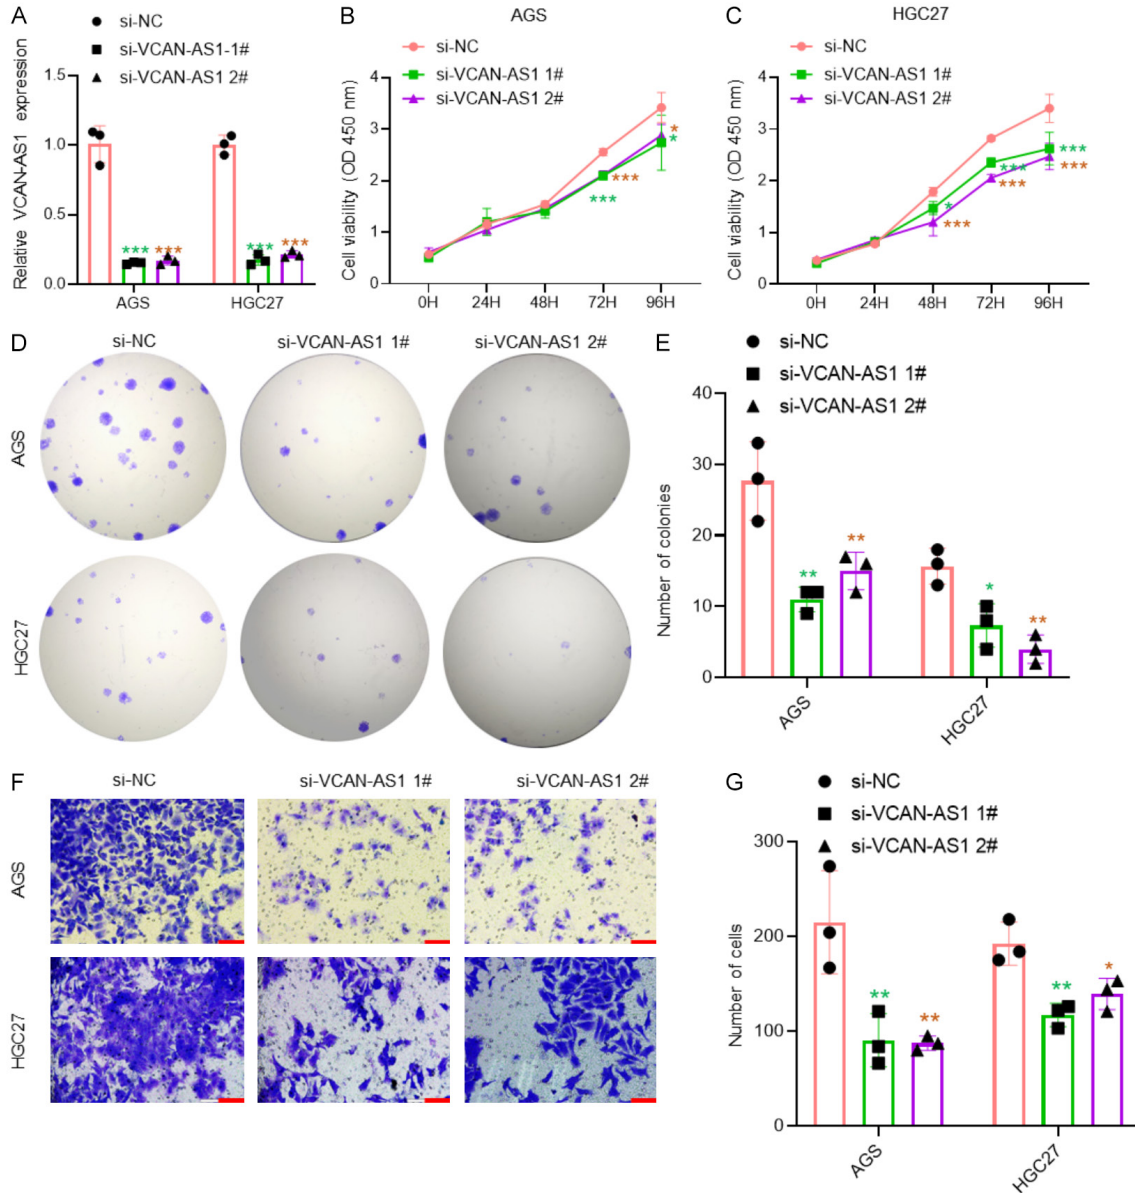 A
si-NC
si-VCAN-AS1-1#
si-VCAN-AS1 2#
Relative VCAN-AS1 expression
1.5
1.0
0.5
0.0
*** ***
*** ***
AGS
HGC27
B
AGS
si-NC
si-VCAN-AS1 1#
si-VCAN-AS1 2#
Cell viability (OD 450 nm)
4
3
2
1
0
*
*
***
***
0H
24H
48H
72H
96H
C
HGC27
si-NC
si-VCAN-AS1 1#
si-VCAN-AS1 2#
Cell viability (OD 450 nm)
4
3
2
1
0
*
***
***
***
***
***
0H
24H
48H
72H
96H
D
si-NC
si-VCAN-AS1 1#
si-VCAN-AS1 2#
AGS
HGC27
E
si-NC
si-VCAN-AS1 1#
si-VCAN-AS1 2#
Number of colonies
40
30
20
10
0
**
**
*
**
AGS
HGC27
F
si-NC
si-VCAN-AS1 1#
si-VCAN-AS1 2#
AGS
HGC27
G
si-NC
si-VCAN-AS1 1#
si-VCAN-AS1 2#
Number of cells
300
200
100
0
**
**
**
*
AGS
HGC27